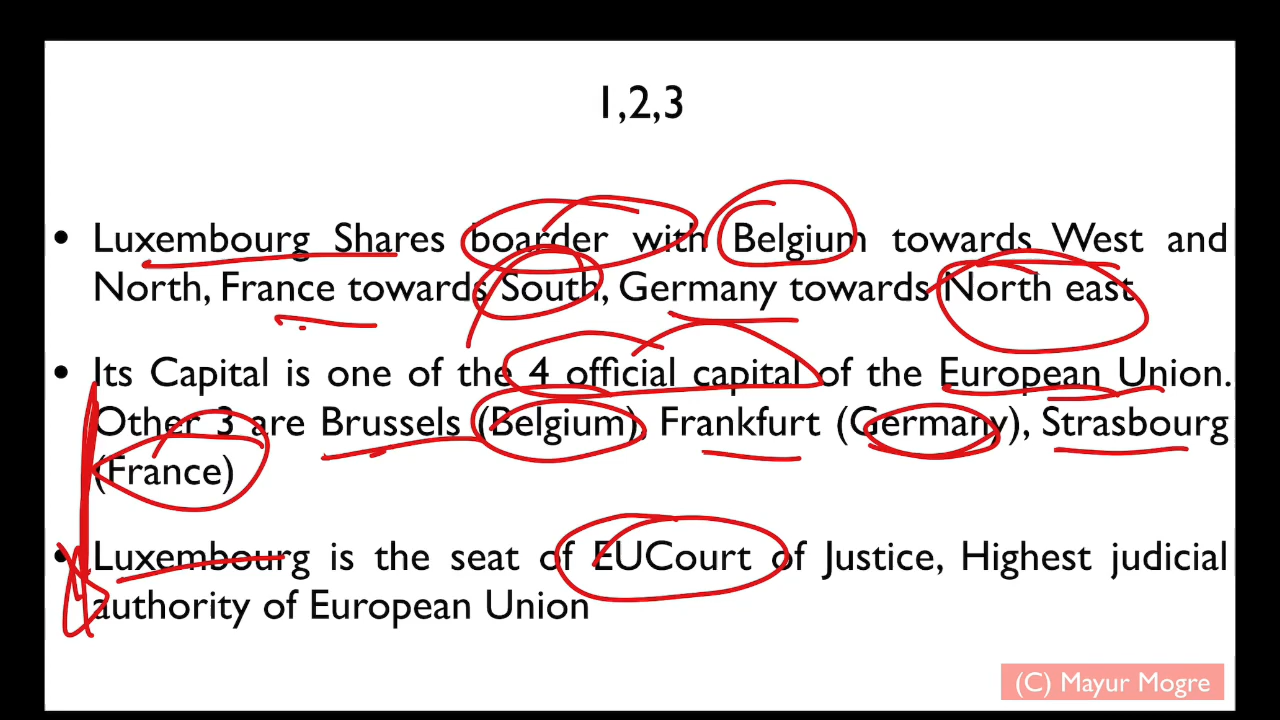 1,2,3
• Luxembourg Shares boarder with Belgium towards West and
North, France towards South, Germany towards North east
• Its Capital is one of the 4 official capital of the European Union.
Other 3 are Brussels (Belgium), Frankfurt (Germany), Strasbourg
(France)
• Luxembourg is the seat of EUCourt of Justice, Highest judicial
authority of European Union
(C) Mayur Mogre